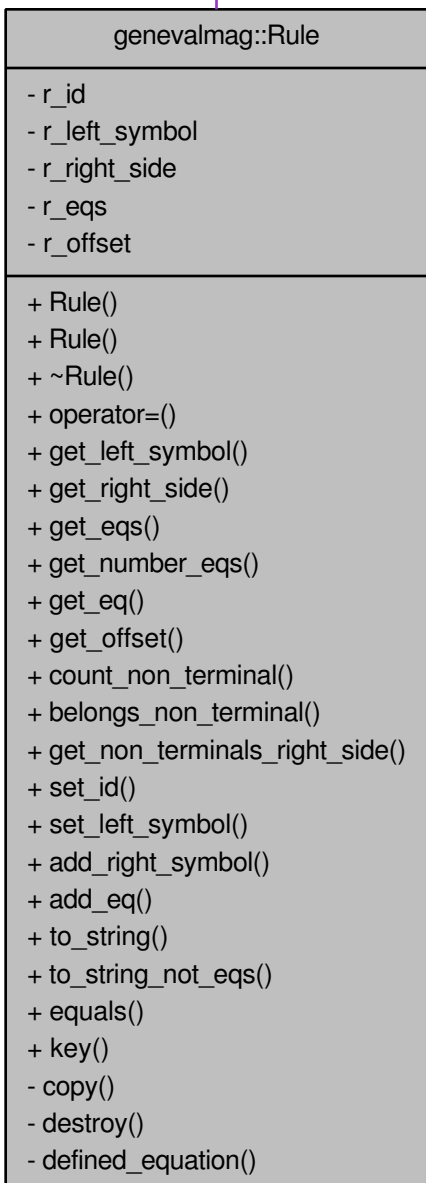 genevalmag::Rule
- r_id
- r_left_symbol
- r_right_side
- r_eqs
- r_offset
+ Rule()
+ Rule()
+ ~Rule()
+ operator=()
+ get_left_symbol()
+ get_right_side()
+ get_eqs()
+ get_number_eqs()
+ get_eq()
+ get_offset()
+ count_non_terminal()
+ belongs_non_terminal()
+ get_non_terminals_right_side()
+ set_id()
+ set_left_symbol()
+ add_right_symbol()
+ add_eq()
+ to_string()
+ to_string_not_eqs()
+ equals()
+ key()
- copy()
- destroy()
- defined_equation()